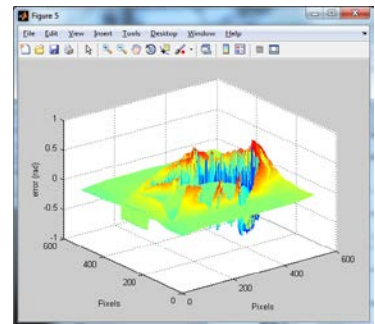 Figure 5
File Edit View Insert Tools Desktop Window Help
1
0.5
0
-0.5
-1
error (rad)
600
400
200
0
Pixels
0
200
400
600
Pixels